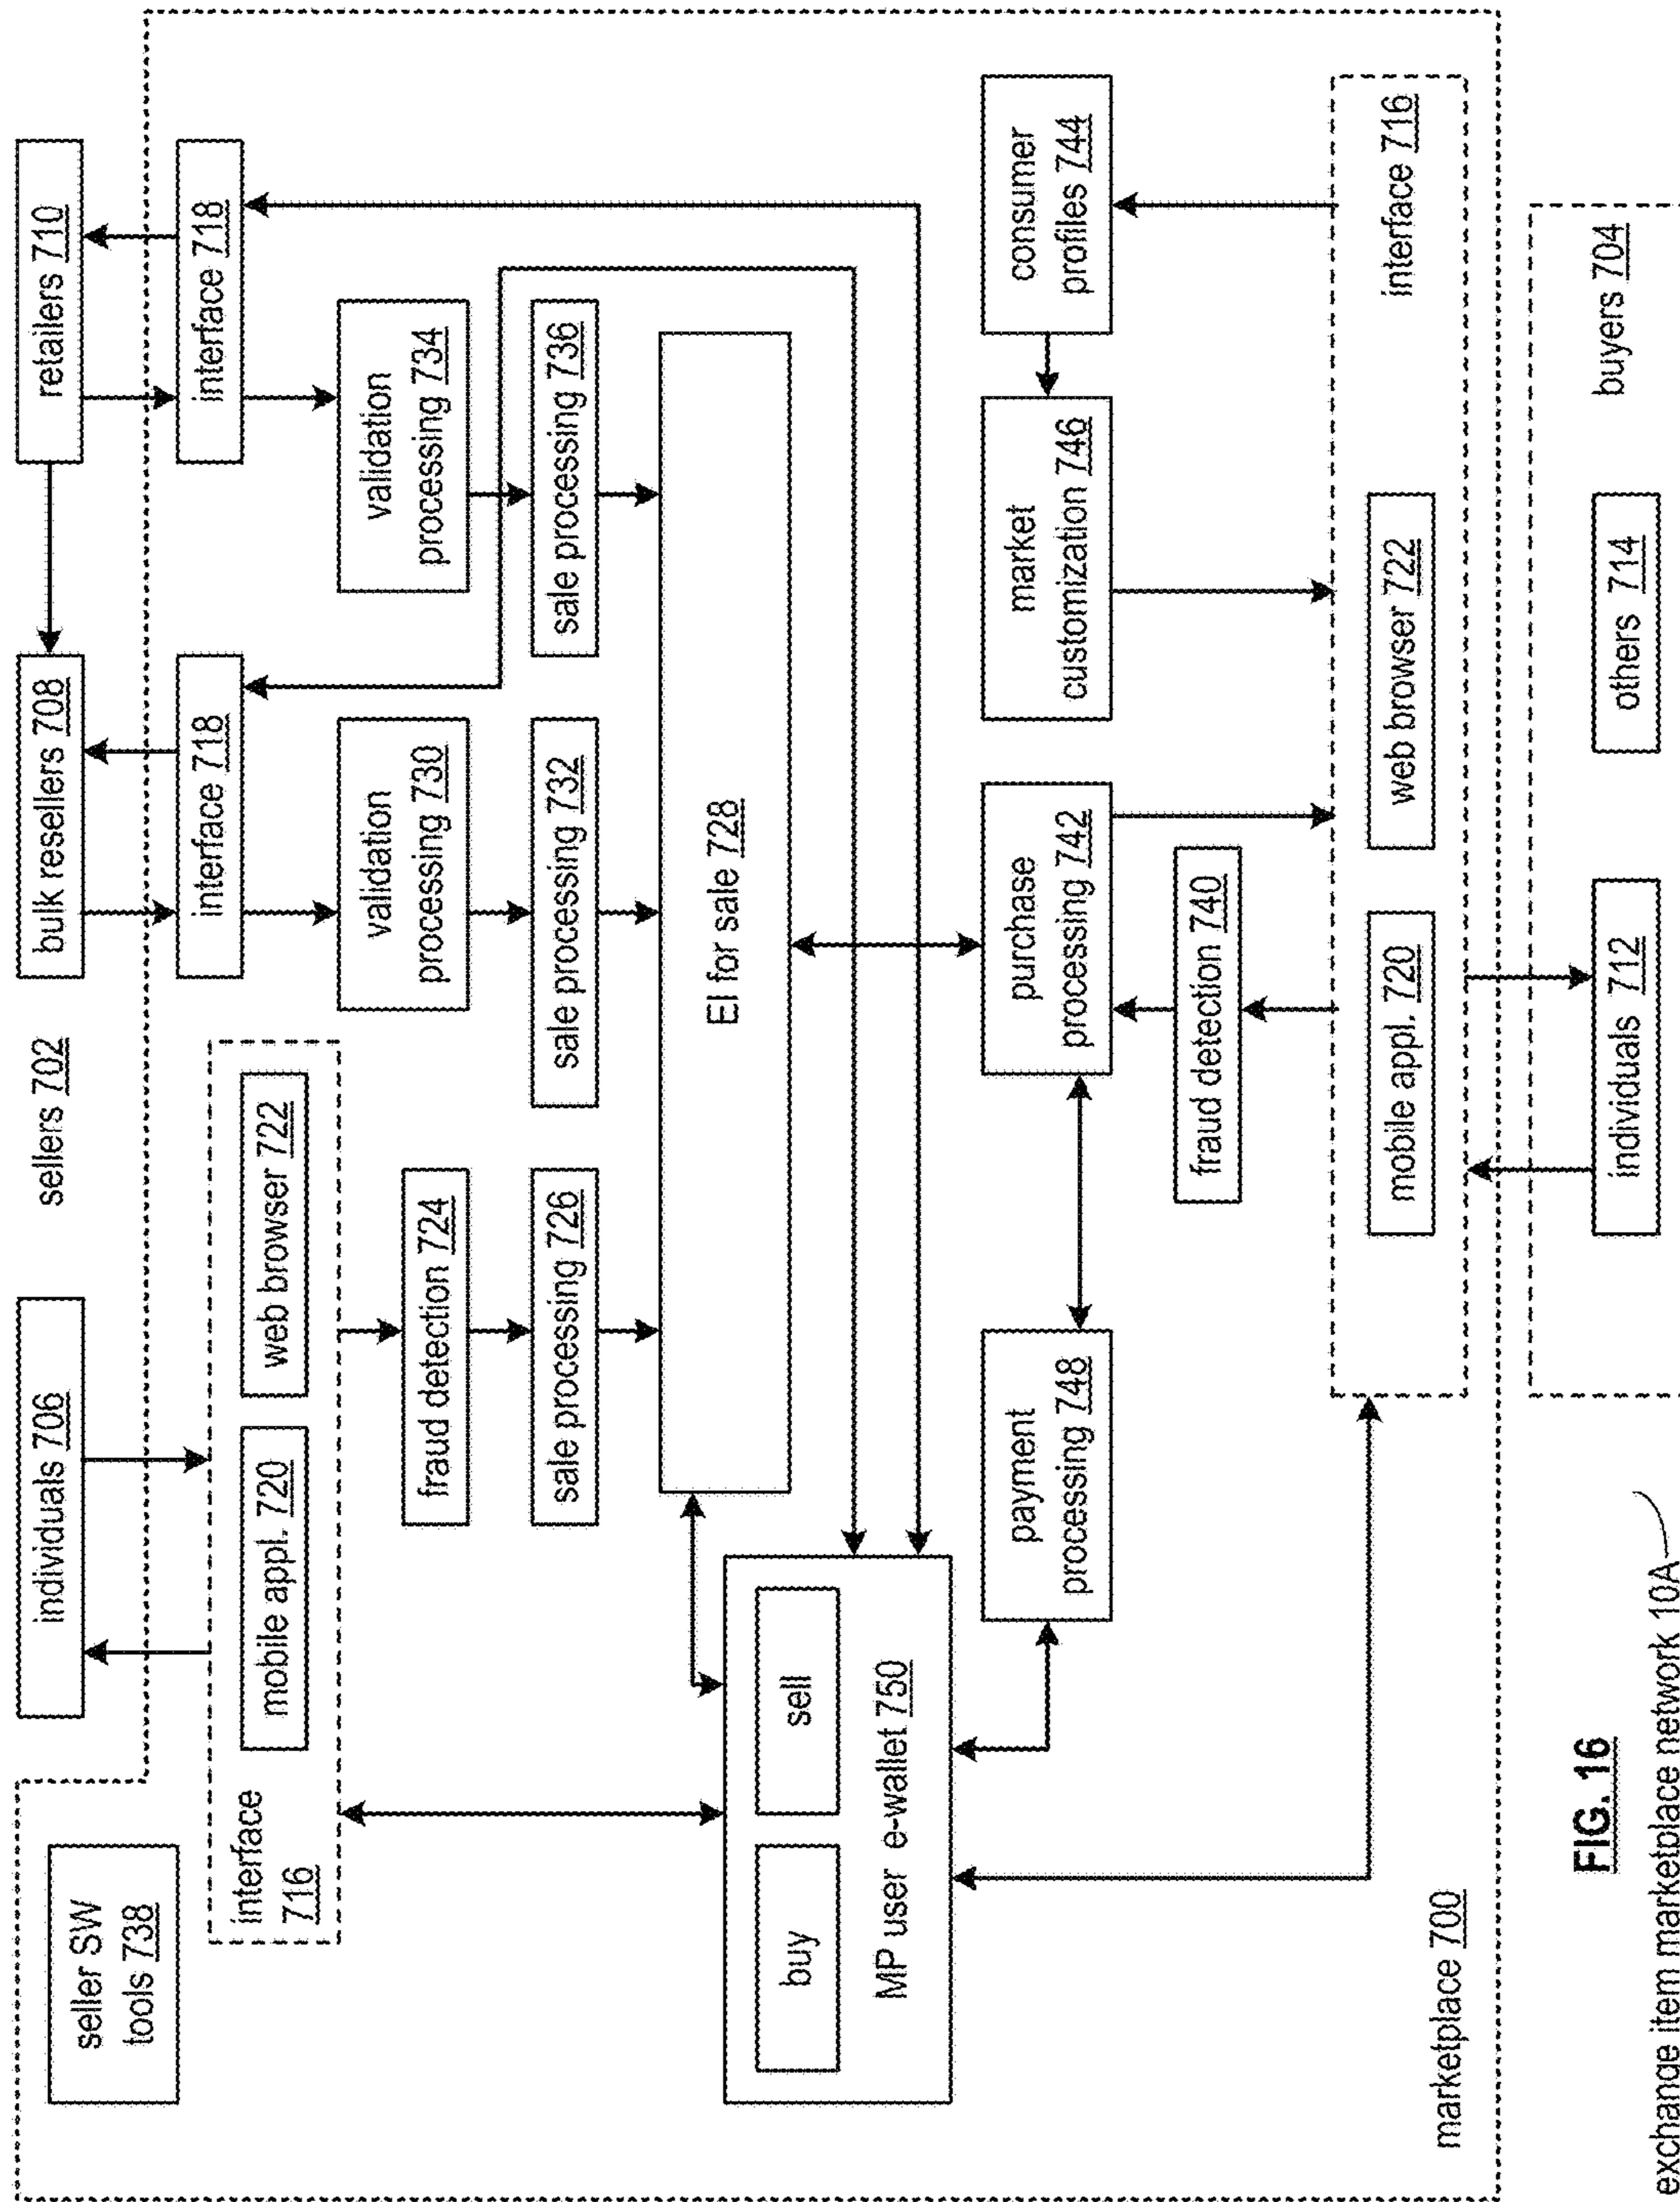 seller SW
tools 738
individuals 706
sellers 702
bulk resellers 708
retailers 710
interface
716
mobile appl. 720
web browser 722
interface 718
interface 718
fraud detection 724
validation
processing 730
validation
processing 734
sale processing 726
sale processing 732
sale processing 736
EI for sale 728
buy
sell
MP user e-wallet 750
payment
processing 748
purchase
processing 742
market
customization 746
consumer
profiles 744
fraud detection 740
mobile appl. 720
web browser 722
interface 716
marketplace 700
individuals 712
others 714
buyers 704
FIG. 16
exchange item marketplace network 10A